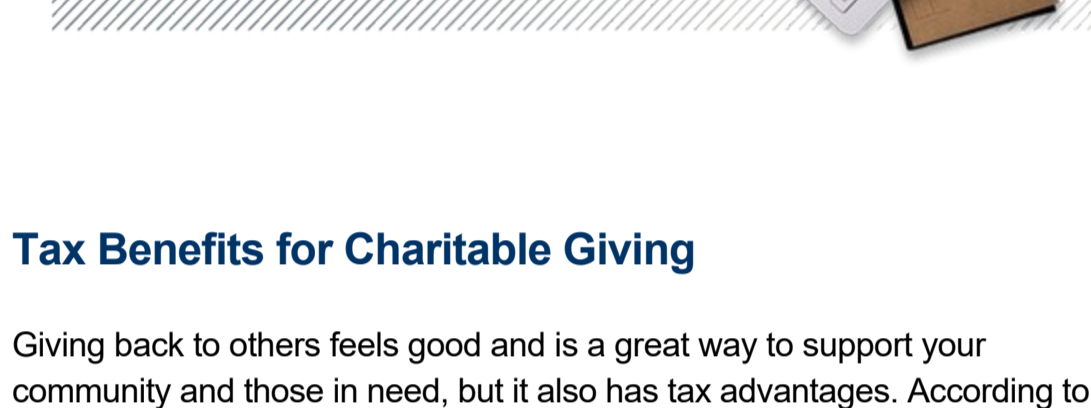 Tax Benefits for Charitable Giving
Giving back to others feels good and is a great way to support your
community and those in need, but it also has tax advantages. According to